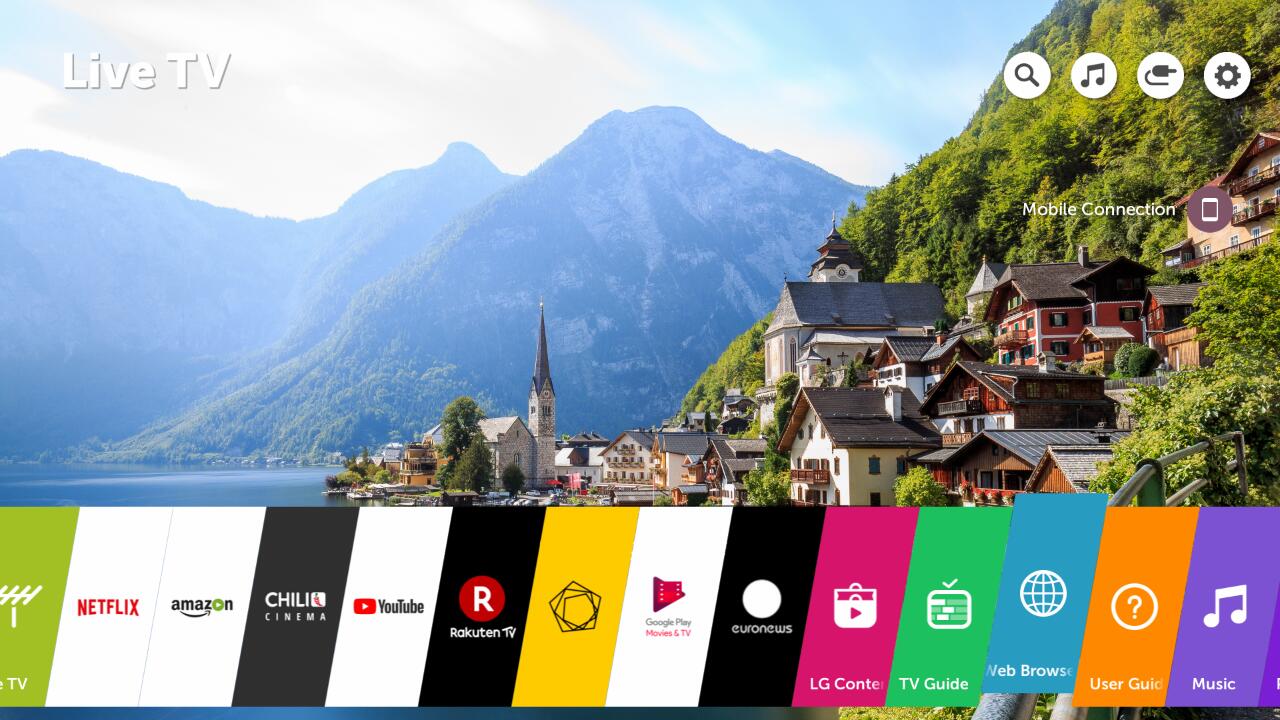 Live TV
Mobile Connection
NETFLIX
amazon
CHILI
CINEMA
YouTube
R
Rakuten TV
Google Play
Movies & TV
euronews
e TV
LG Conte
TV Guide
Web Browse
User Guid
Music